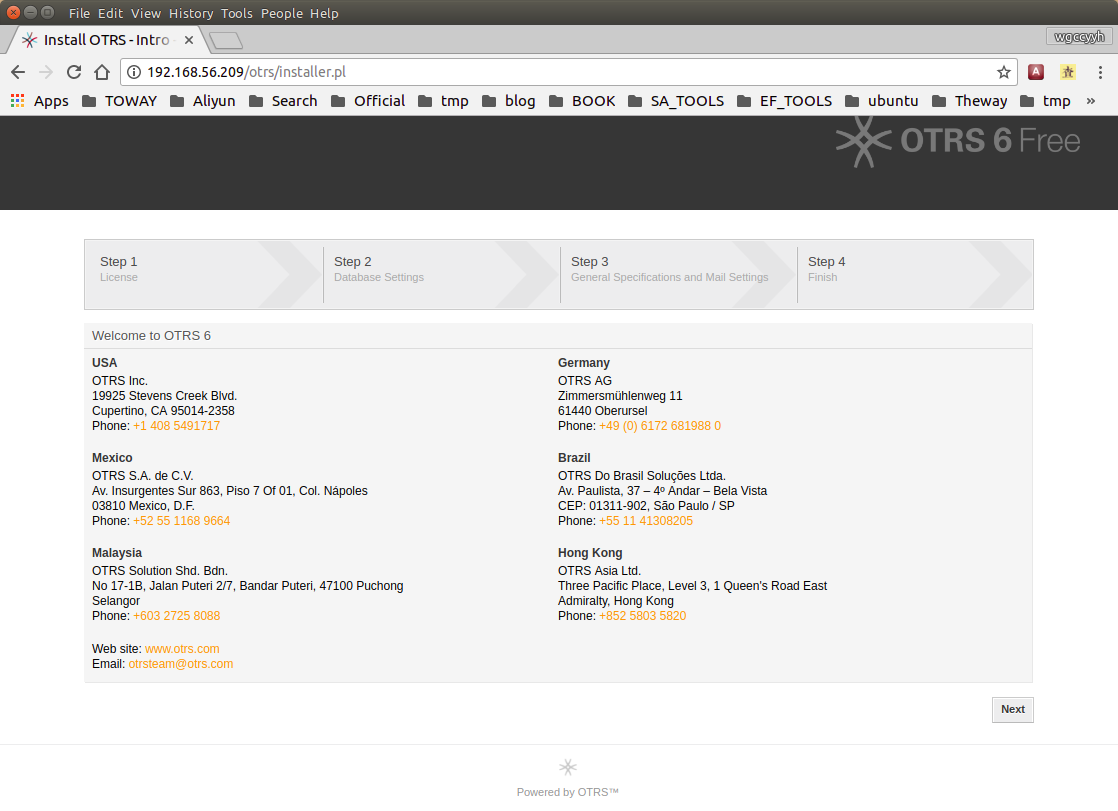 File Edit View History Tools People Help
Install OTRS - Intro
wgccyyh
192.168.56.209/otrs/installer.pl
A
Apps TOWAY Aliyun Search Official tmp blog BOOK SA_TOOLS EF_TOOLS ubuntu Theway tmp »
OTRS 6 Free
Step 1
License
Step 2
Database Settings
Step 3
General Specifications and Mail Settings
Step 4
Finish
Welcome to OTRS 6
USA
OTRS Inc.
19925 Stevens Creek Blvd.
Cupertino, CA 95014-2358
Phone: +1 408 5491717
Germany
OTRS AG
Zimmersmühlenweg 11
61440 Oberursel
Phone: +49 (0) 6172 681988 0
Mexico
OTRS S.A. de C.V.
Av. Insurgentes Sur 863, Piso 7 Of 01, Col. Nápoles
03810 Mexico, D.F.
Phone: +52 55 1168 9664
Brazil
OTRS Do Brasil Soluções Ltda.
Av. Paulista, 37 – 4º Andar – Bela Vista
CEP: 01311-902, São Paulo / SP
Phone: +55 11 41308205
Malaysia
OTRS Solution Shd. Bdn.
No 17-1B, Jalan Puteri 2/7, Bandar Puteri, 47100 Puchong
Selangor
Phone: +603 2725 8088
Hong Kong
OTRS Asia Ltd.
Three Pacific Place, Level 3, 1 Queen's Road East
Admiralty, Hong Kong
Phone: +852 5803 5820
Web site: www.otrs.com
Email: otrsteam@otrs.com
Next
Powered by OTRS™